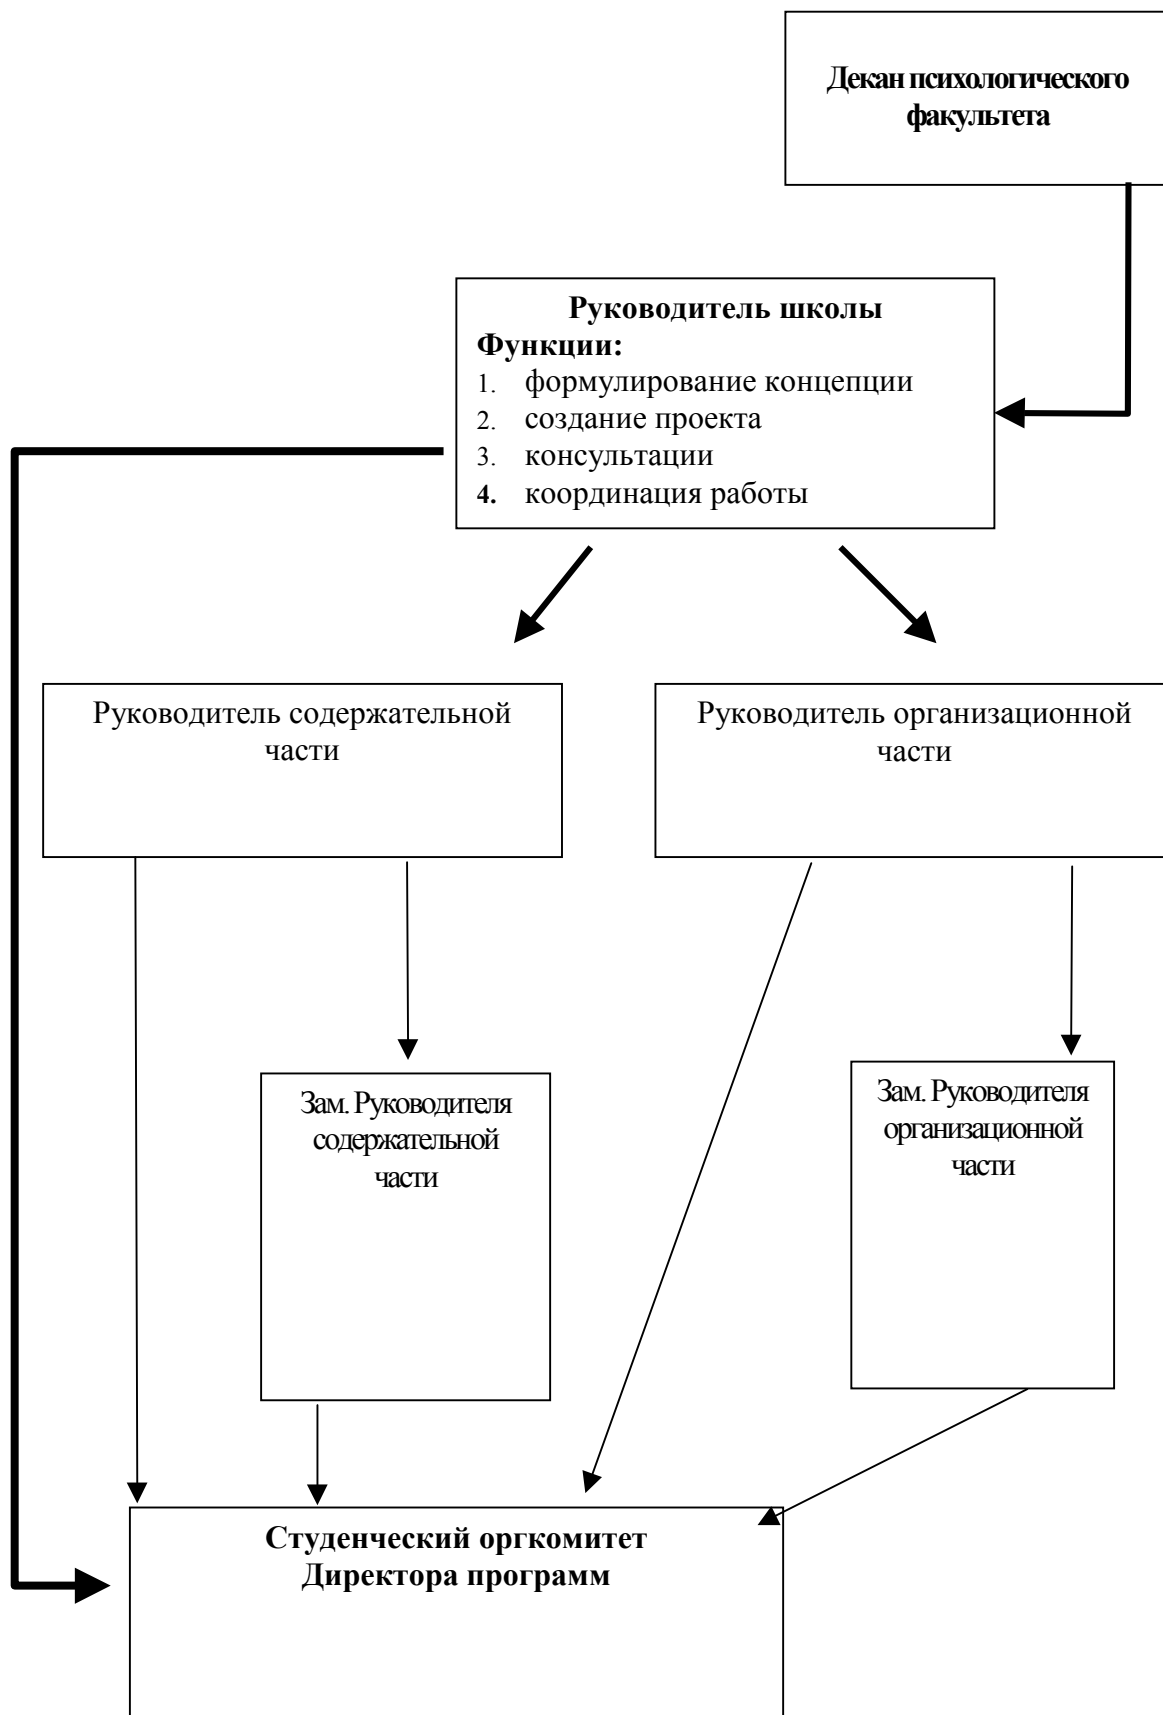 Декан психологического
факультета
Руководитель школы
Функции:
1. формулирование концепции
2. создание проекта
3. консультации
4. координация работы
Руководитель содержательной
части
Руководитель организационной
части
Зам. Руководителя
содержательной
части
Зам. Руководителя
организационной
части
Студенческий оргкомитет
Директора программ